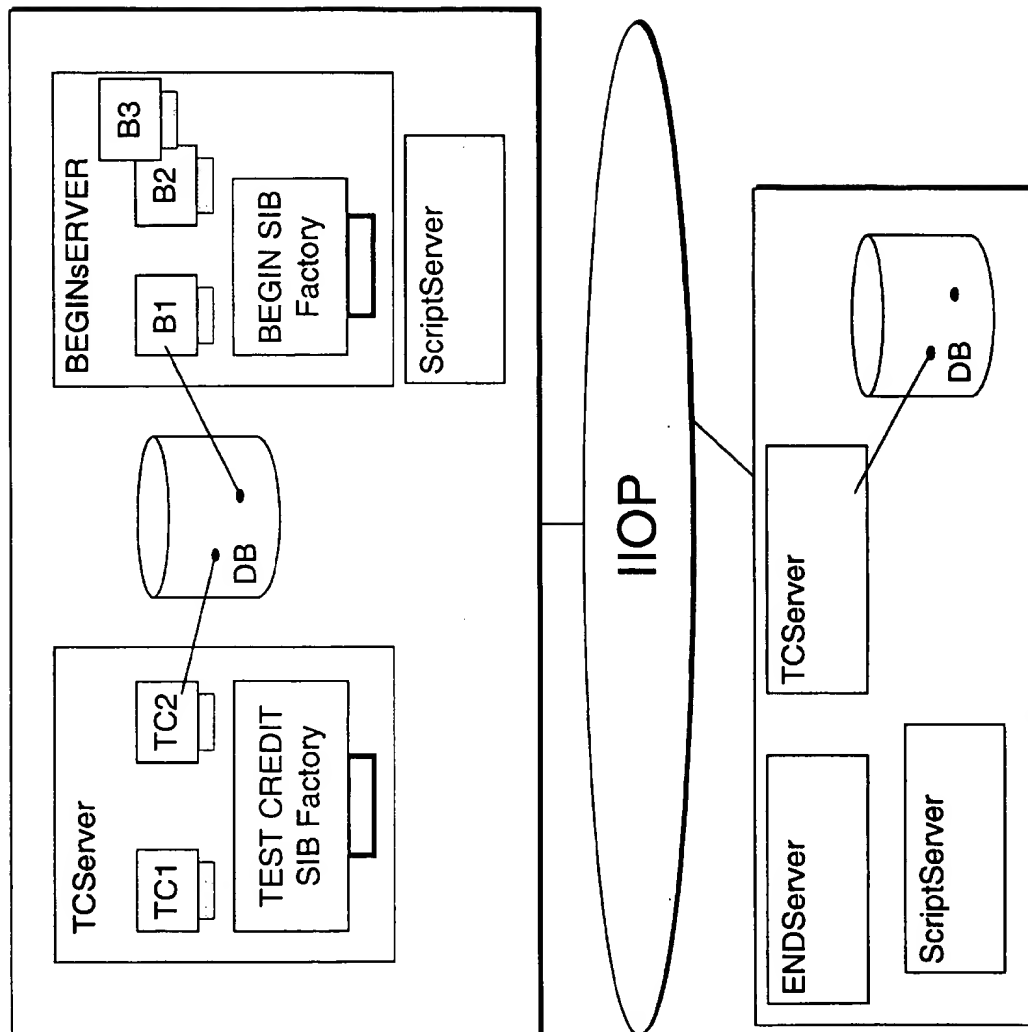 TCServer
TC1
TC2
TEST CREDIT
SIB Factory
DB
BEGINsERVER
B1
B2
B3
BEGIN SIB
Factory
ScriptServer
IIOP
ENDServer
TCServer
ScriptServer
DB